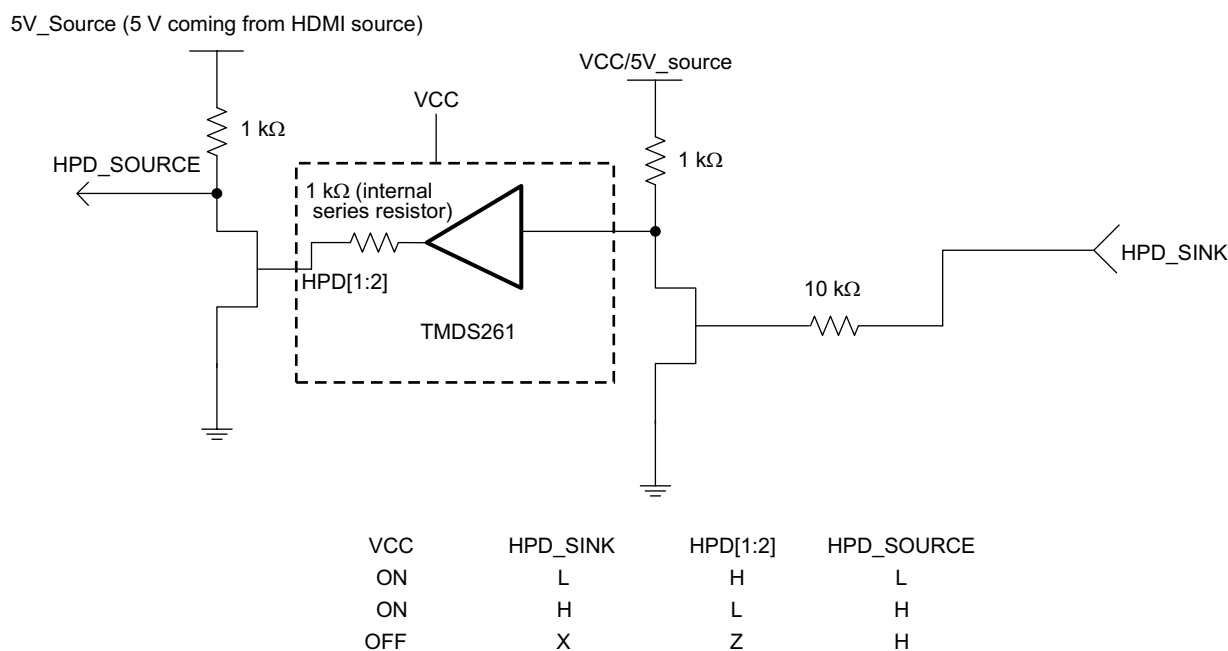 5V_Source (5 V coming from HDMI source)
VCC/5V_source
VCC
1 kΩ
HPD_SOURCE
1 kΩ
1 kΩ (internal
series resistor)
HPD_SINK
HPD[1:2]
10 kΩ
TMDS261
VCC HPD_SINK HPD[1:2] HPD_SOURCE
ON L H L
ON H L H
OFF X Z H